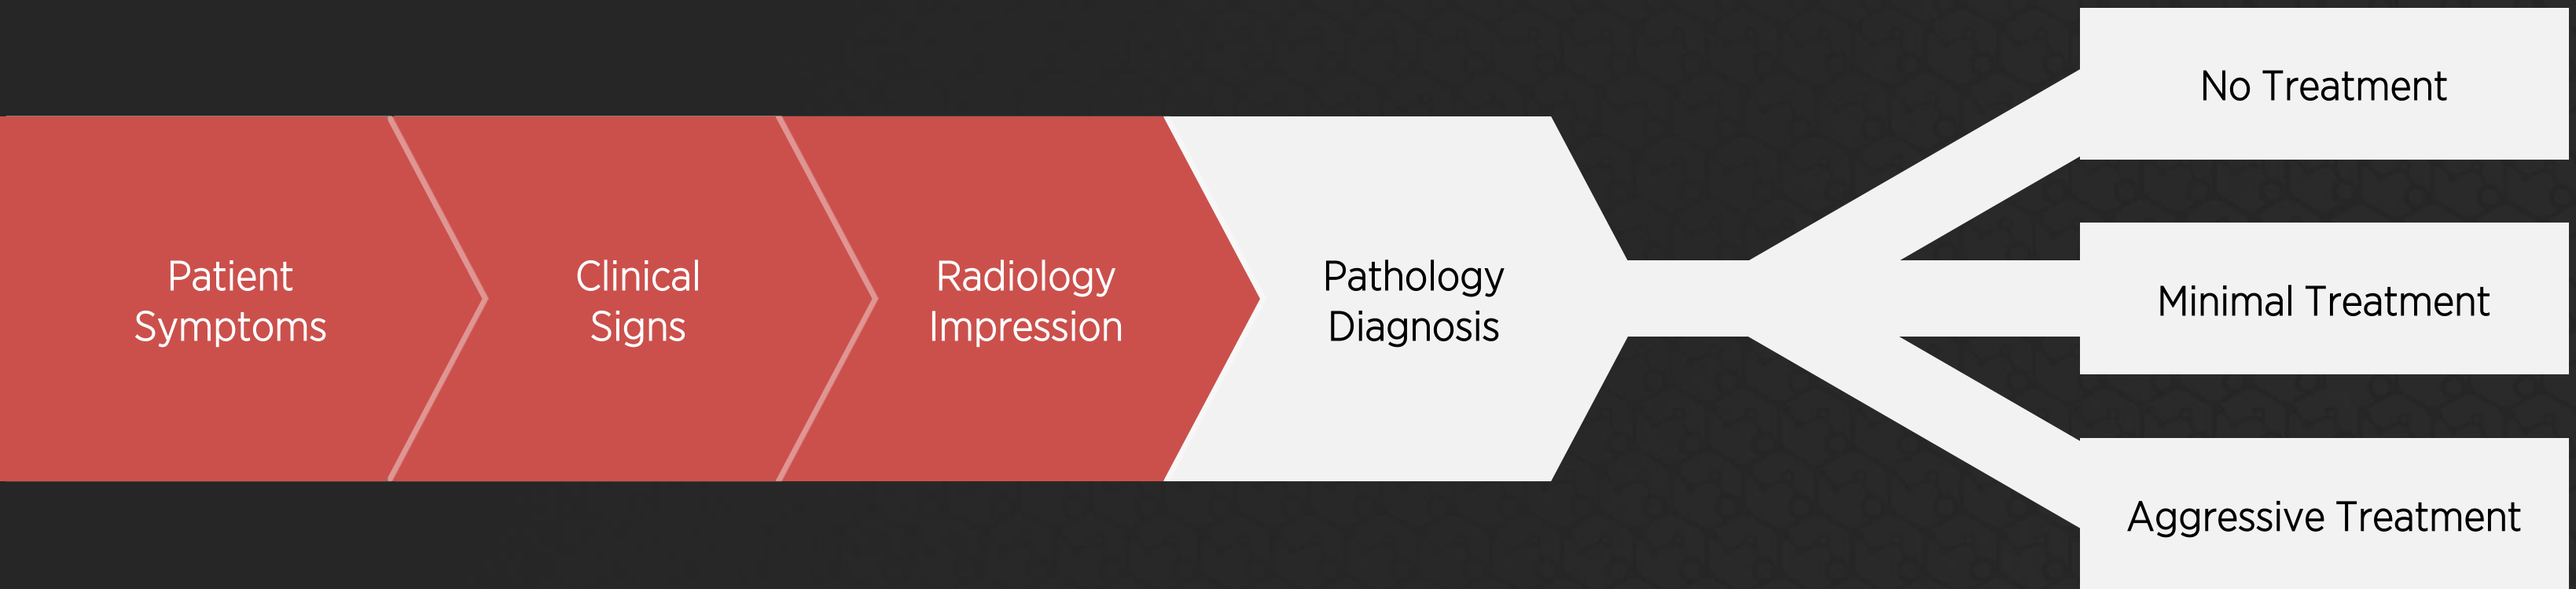 Patient
Symptoms
Clinical
Signs
Radiology
Impression
Pathology
Diagnosis
No Treatment
Minimal Treatment
Aggressive Treatment